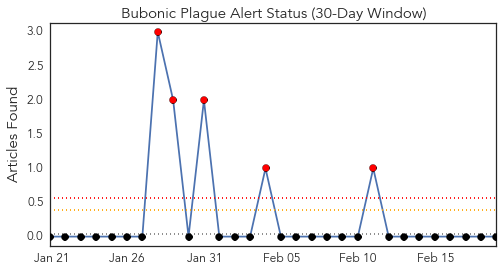 Bubonic Plague Alert Status (30-Day Window)
Articles Found
3.0
2.5
2.0
1.5
1.0
0.5
0.0
Jan 21 Jan 26 Jan 31 Feb 05 Feb 10 Feb 15